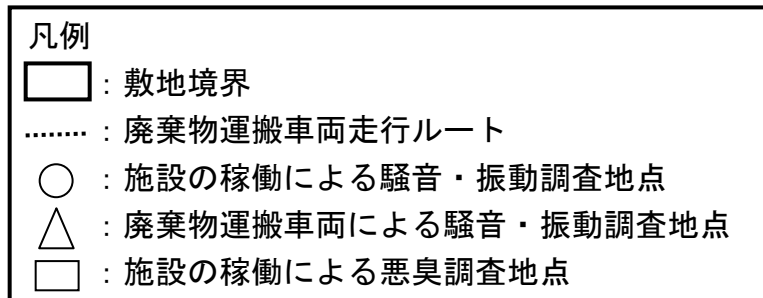 凡例
：敷地境界
：廃棄物運搬車両走行ルート
：施設の稼働による騒音・振動調査地点
：廃棄物運搬車両による騒音・振動調査地点
：施設の稼働による悪臭調査地点